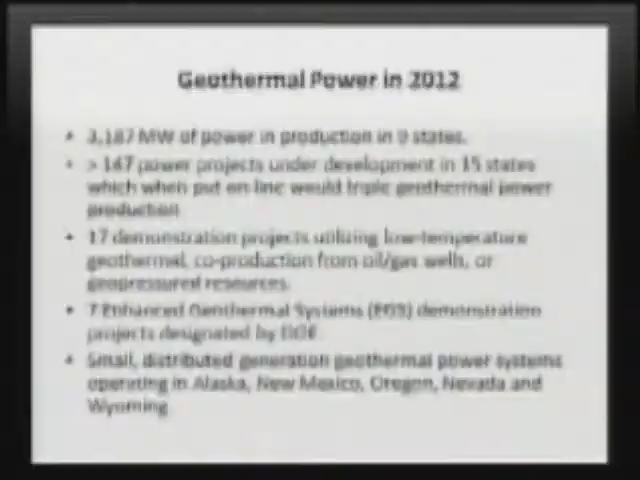 Geothermal Power in 2012
• 3,187 MW of power in production in 9 states.
• > 147 power projects under development in 15 states
which when put on-line would triple geothermal power
production
• 17 demonstration projects utilizing low-temperature
geothermal, co-production from oil/gas wells, or
geopressured resources.
• 7 Enhanced Geothermal Systems (EGS) demonstration
projects designated by DOE
• Small, distributed generation geothermal power systems
operating in Alaska, New Mexico, Oregon, Nevada and
Wyoming